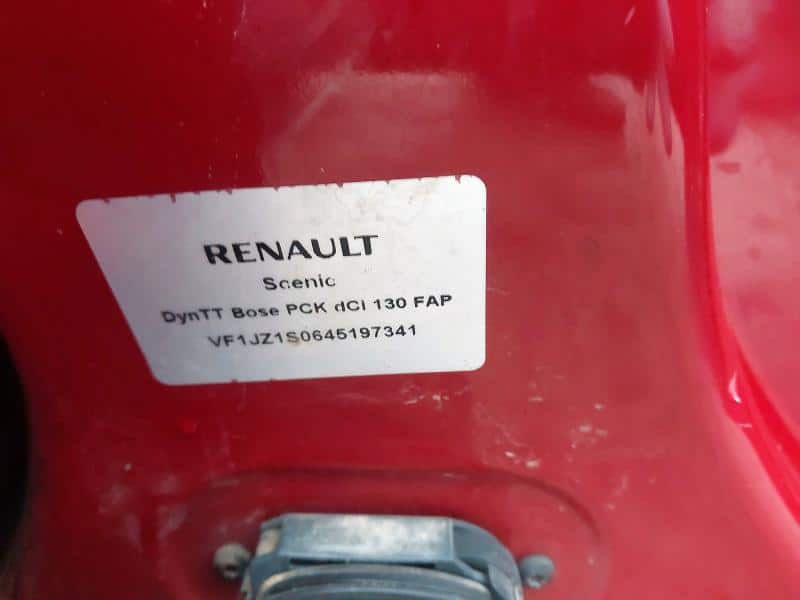 RENAULT
Scenic
DynTT Bose PCK dCi 130 FAP
VF1JZ1S0645197341